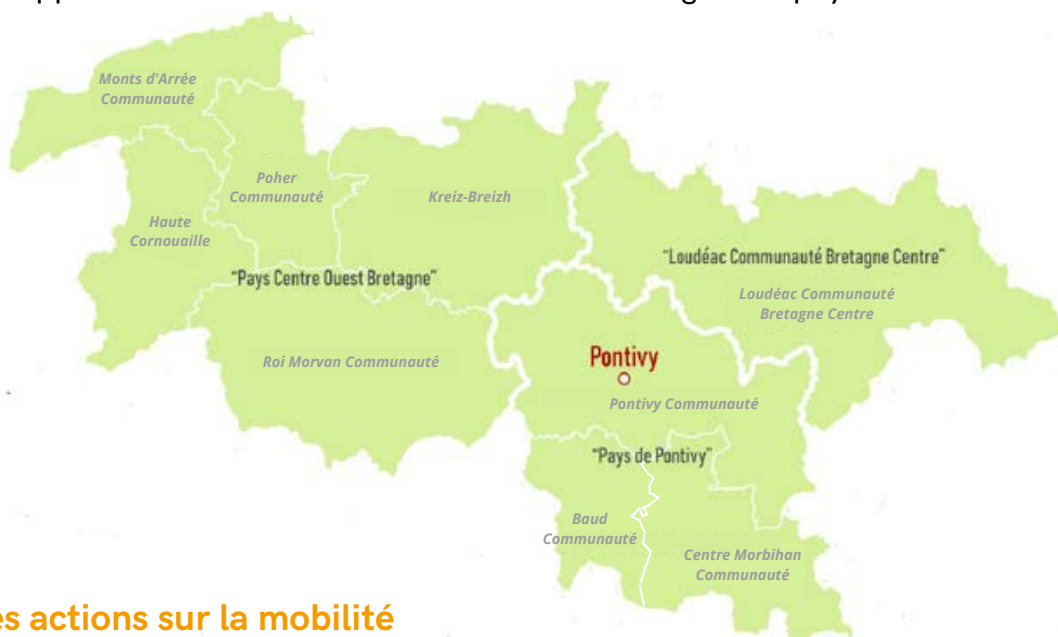 Monts d'Arrée
Communauté
Poher
Communauté
Kreiz-Breizh
Haute
Cornouaille
"Loudéac Communauté Bretagne Centre"
"Pays Centre Ouest Bretagne"
Loudéac Communauté
Bretagne Centre
Roi Morvan Communauté
Pontivy
Pontivy Communauté
"Pays de Pontivy"
Baud
Communauté
Centre Morbihan
Communauté
es actions sur la mobilité